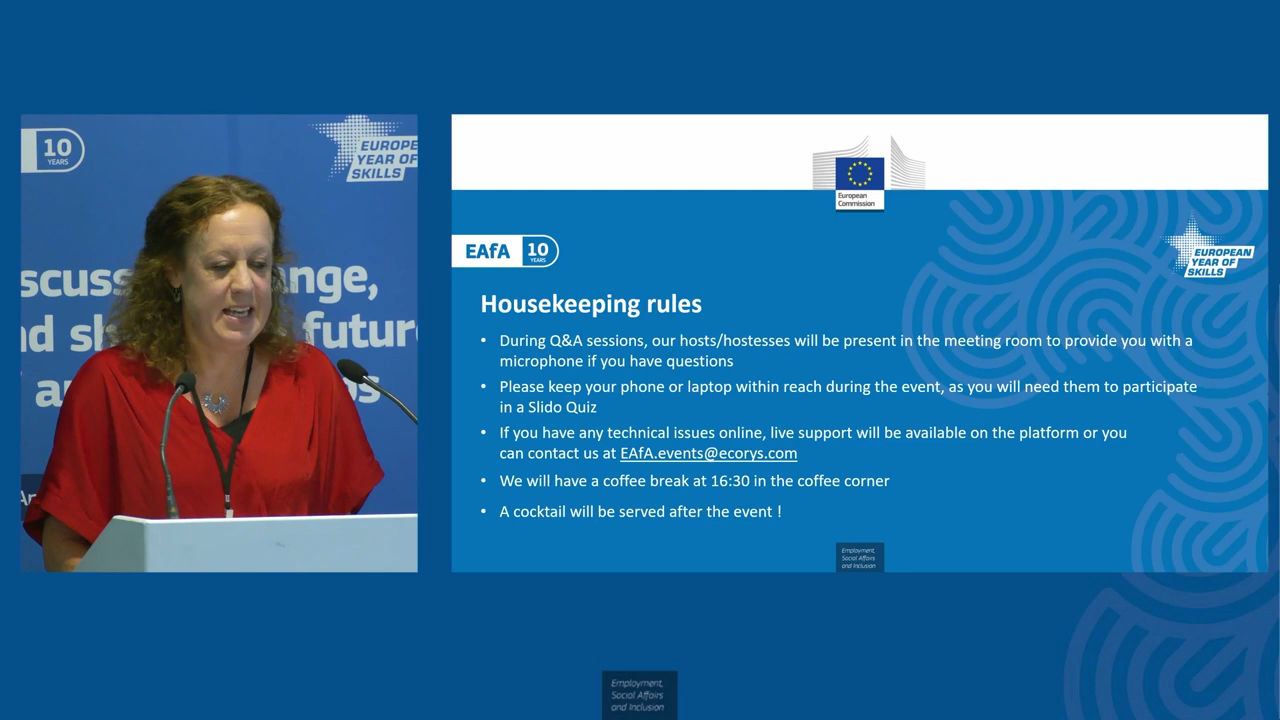 10
YEARS
EUROPE
YEAR OF
SKILLS
scuss
nge,
nd sh
futur
European
Commission
EAfA
10
YEARS
EUROPEAN
YEAR OF
SKILLS
Housekeeping rules
• During Q&A sessions, our hosts/hostesses will be present in the meeting room to provide you with a
microphone if you have questions
• Please keep your phone or laptop within reach during the event, as you will need them to participate
in a Slido Quiz
• If you have any technical issues online, live support will be available on the platform or you
can contact us at EAfA.events@ecorys.com
• We will have a coffee break at 16:30 in the coffee corner
• A cocktail will be served after the event !
Employment,
Social Affairs
and Inclusion
Employment,
Social Affairs
and Inclusion